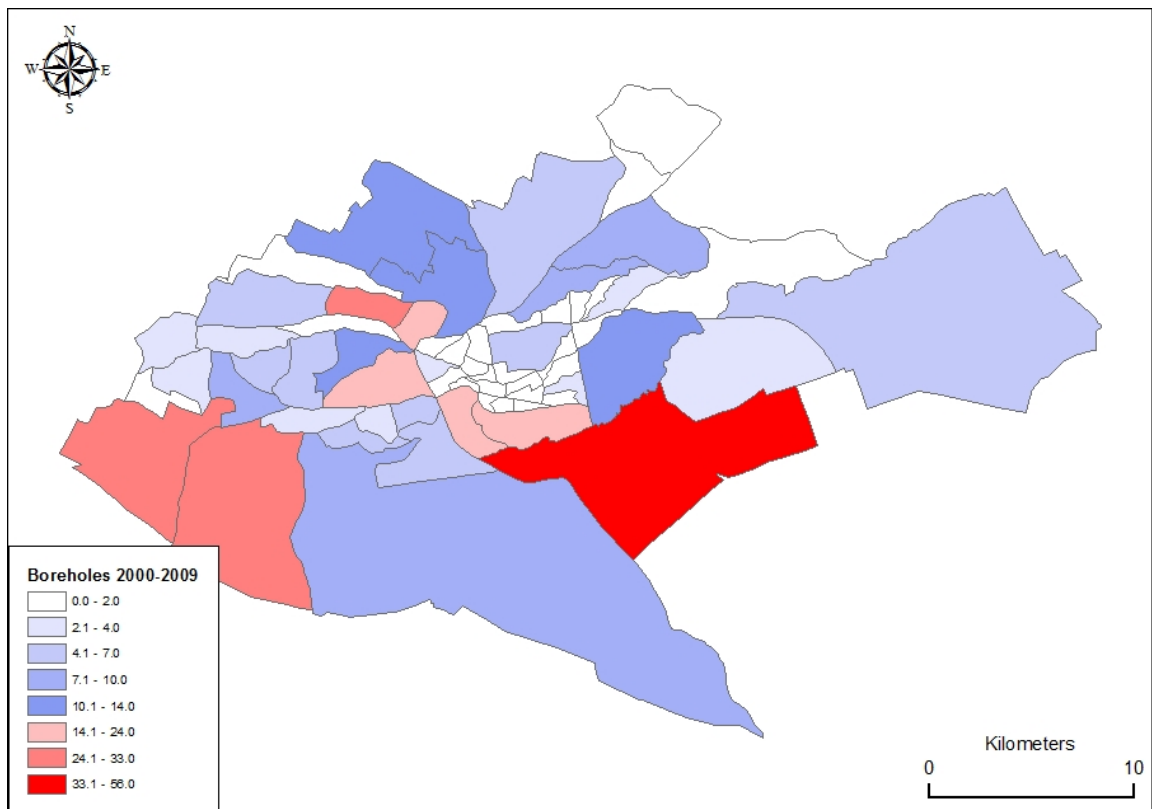 N
W E
S
Boreholes 2000-2009
0.0 - 2.0
2.1 - 4.0
4.1 - 7.0
7.1 - 10.0
10.1 - 14.0
14.1 - 24.0
24.1 - 33.0
33.1 - 56.0
Kilometers
0 10